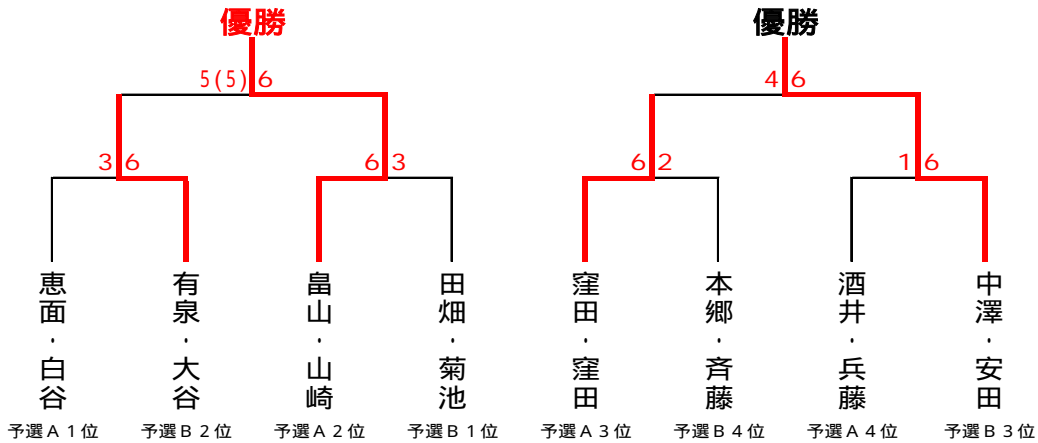 優勝 優勝
5(5) 6 4 6
3 6 6 3 6 2 1 6
恵面・白谷
有泉・大谷
畠山・山崎
田畑・菊池
窪田・窪田
本郷・斉藤
酒井・兵藤
中澤・安田
予選A1位 予選B2位 予選A2位 予選B1位 予選A3位 予選B4位 予選A4位 予選B3位